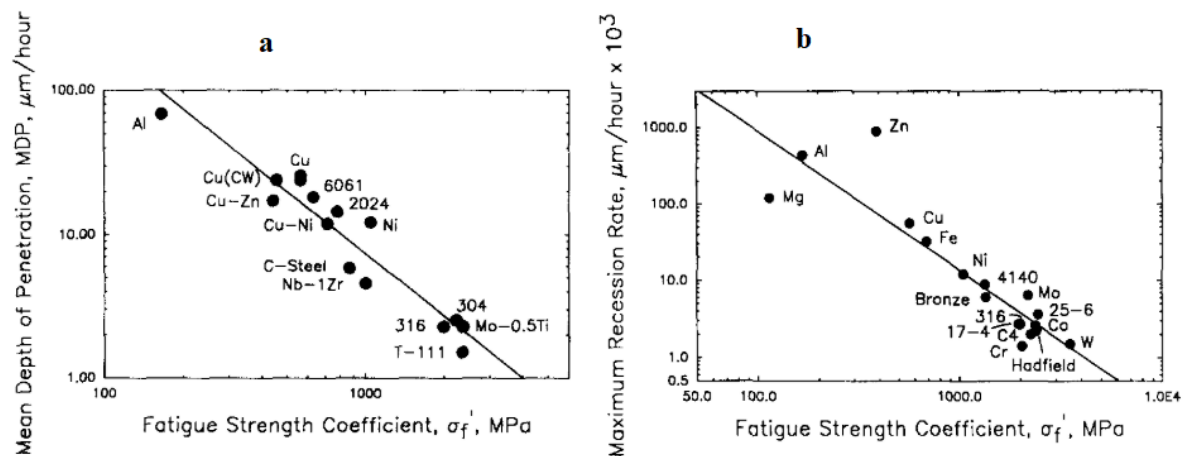 a
Mean Depth of Penetration, MDP, μm/hour
100.00
10.00
1.00
Al
Cu
Cu(CW)
6061
Cu-Zn
2024
Cu-Ni
Ni
C-Steel
Nb-1Zr
304
316
Mo-0.5Ti
T-111
100
1000
Fatigue Strength Coefficient, σf', MPa
b
Maximum Recession Rate, μm/hour x 10³
1000.0
100.0
10.0
1.0
0.5
Zn
Al
Mg
Cu
Fe
Ni
4140
Bronze
Mo
25-6
316
17-4
Co
C4
W
Cr
Hadfield
50.0
100.0
1000.0
1.0E4
Fatigue Strength Coefficient, σf', MPa